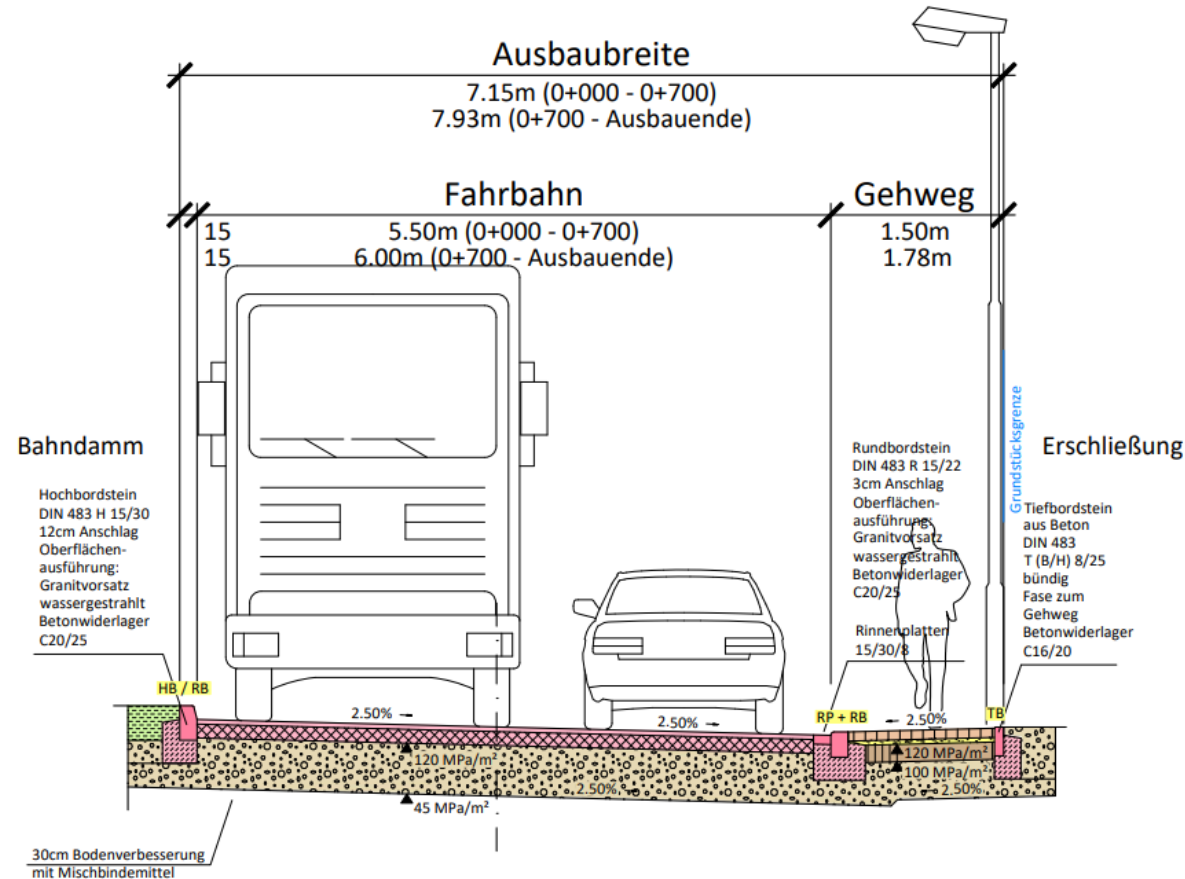 Ausbaubreite
7.15m (0+000 - 0+700)
7.93m (0+700 - Ausbauende)
Fahrbahn
Gehweg
15
5.50m (0+000 - 0+700)
1.50m
15
6.00m (0+700 - Ausbauende)
1.78m
Bahndamm
Hochbordstein
DIN 483 H 15/30
12cm Anschlag
Oberflächen-
ausführung:
Granitvorsatz
wassergestrahlt
Betonwiderlager
C20/25
Rundbordstein
DIN 483 R 15/22
3cm Anschlag
Oberflächen-
ausführung:
Granitvorsatz
wassergestrahlt
Betonwiderlager
C20/25
Rinnenplatten
15/30/8
Grundstücksgrenze
Erschließung
Tiefbordstein
aus Beton
DIN 483
T (B/H) 8/25
bündig
Fase zum
Gehweg
Betonwiderlager
C16/20
HB / RB
2.50%
2.50%
RP + RB
2.50%
TB
120 MPa/m²
120 MPa/m²
100 MPa/m²
2.50%
2.50%
45 MPa/m²
30cm Bodenverbesserung
mit Mischbindemittel